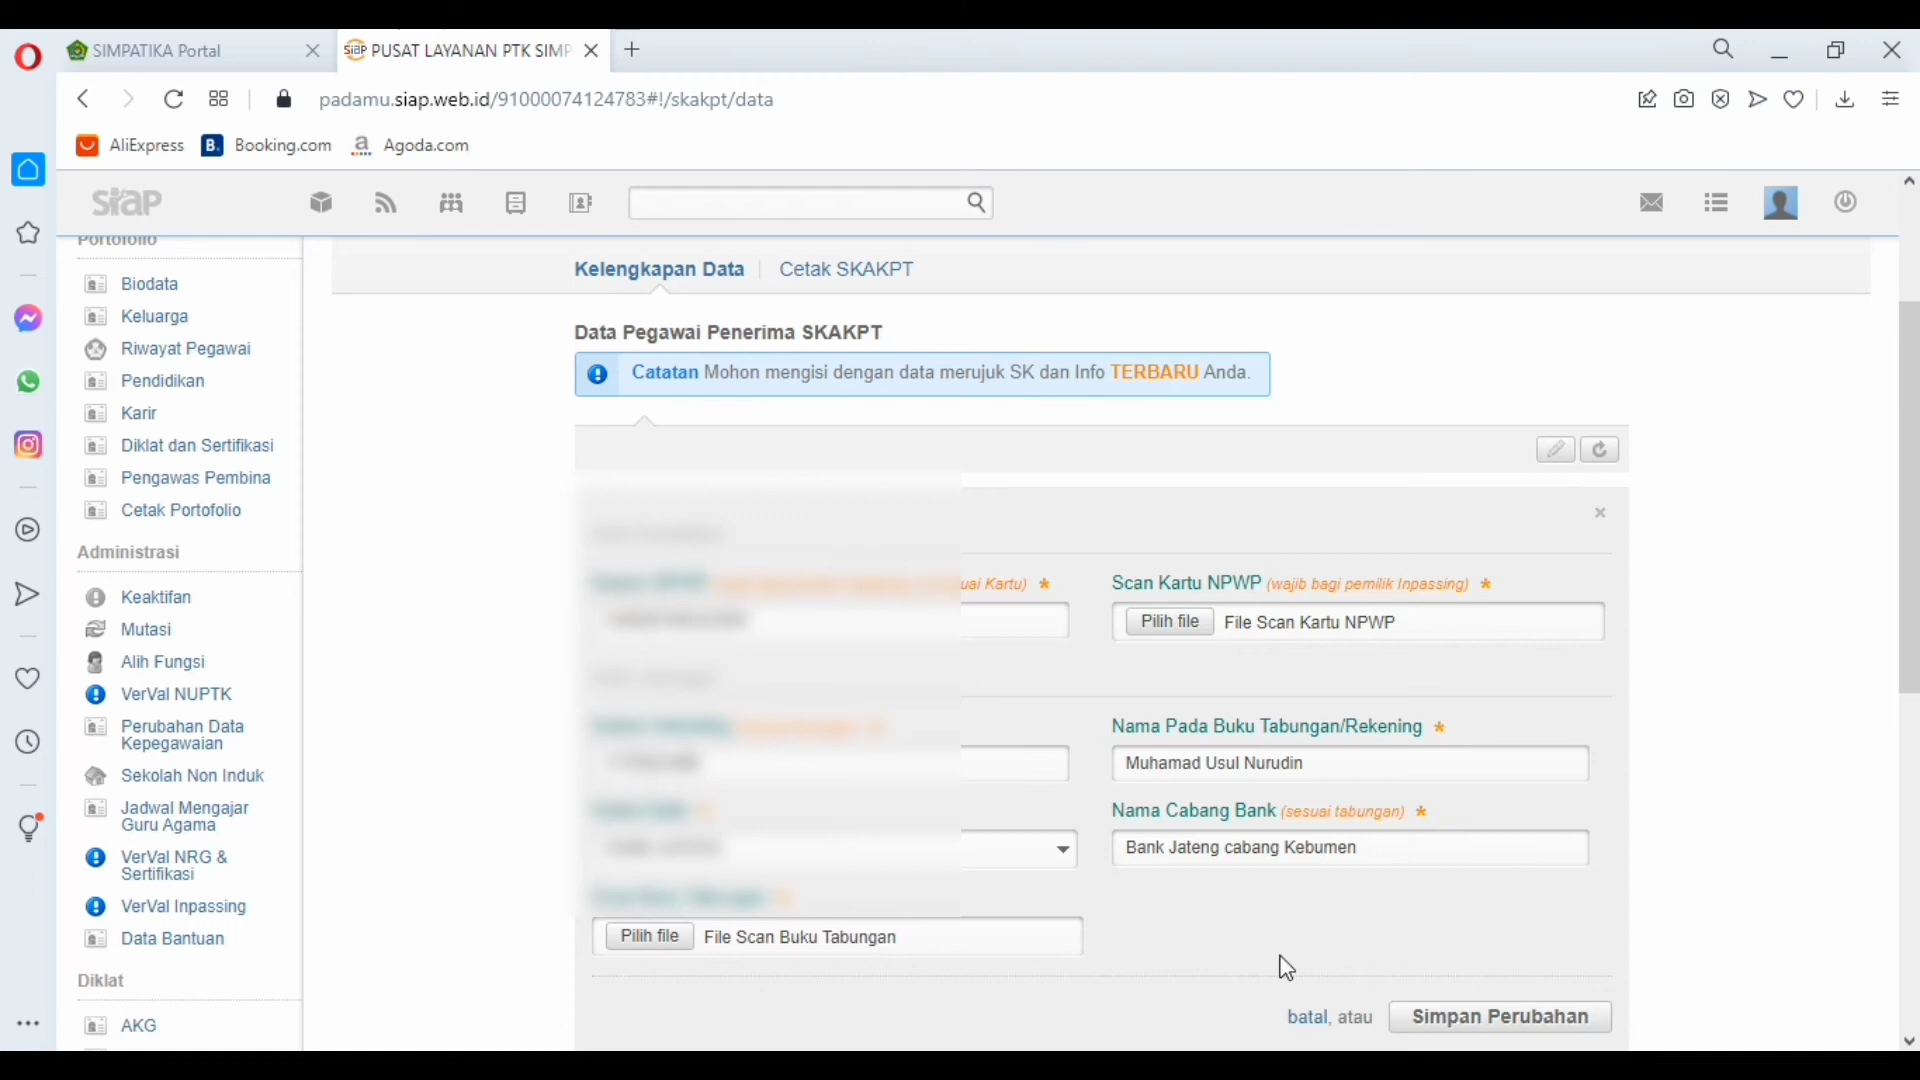 SIMPATIKA Portal
siap PUSAT LAYANAN PTK SIMP
padamu.siap.web.id/91000074124783#!/skakpt/data
AliExpress B. Booking.com a Agoda.com
siap
Portofolio
Biodata
Keluarga
Riwayat Pegawai
Pendidikan
Karir
Diklat dan Sertifikasi
Pengawas Pembina
Cetak Portofolio
Administrasi
Keaktifan
Mutasi
Alih Fungsi
VerVal NUPTK
Perubahan Data
Kepegawaian
Sekolah Non Induk
Jadwal Mengajar
Guru Agama
VerVal NRG &
Sertifikasi
VerVal Inpassing
Data Bantuan
Diklat
AKG
Kelengkapan Data Cetak SKAKPT
Data Pegawai Penerima SKAKPT
Catatan Mohon mengisi dengan data merujuk SK dan Info TERBARU Anda.
Kartu) *
Scan Kartu NPWP (wajib bagi pemilik Inpassing) *
Pilih file File Scan Kartu NPWP
Nama Pada Buku Tabungan/Rekening *
Muhamad Usul Nurudin
Nama Cabang Bank (sesuai tabungan) *
Bank Jateng cabang Kebumen
Pilih file File Scan Buku Tabungan
batal, atau Simpan Perubahan